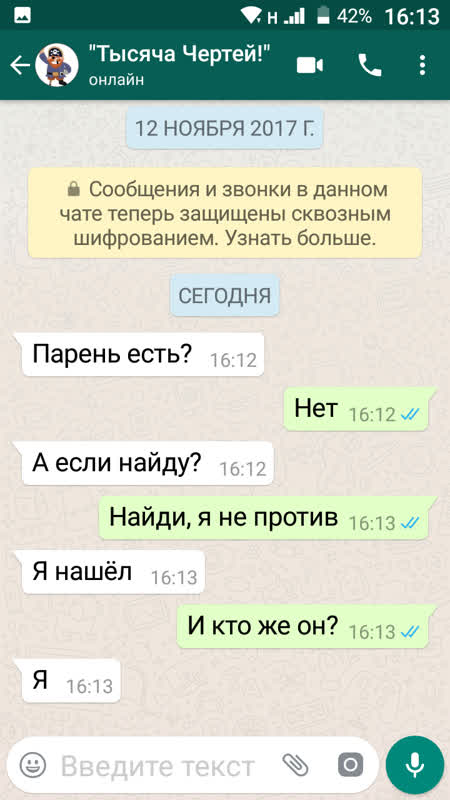 H 42% 16:13
"Тысяча Чертей!"
онлайн
12 НОЯБРЯ 2017 Г.
Сообщения и звонки в данном
чате теперь защищены сквозным
шифрованием. Узнать больше.
СЕГОДНЯ
Парень есть? 16:12
Нет 16:12
А если найду? 16:12
Найди, я не против 16:13
Я нашёл 16:13
И кто же он? 16:13
Я 16:13
Введите текст